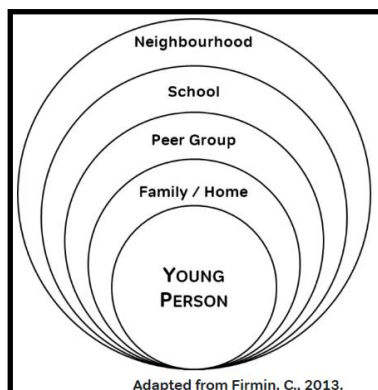 Neighbourhood
School
Peer Group
Family / Home
YOUNG
PERSON
Adapted from Firmin, C., 2013.